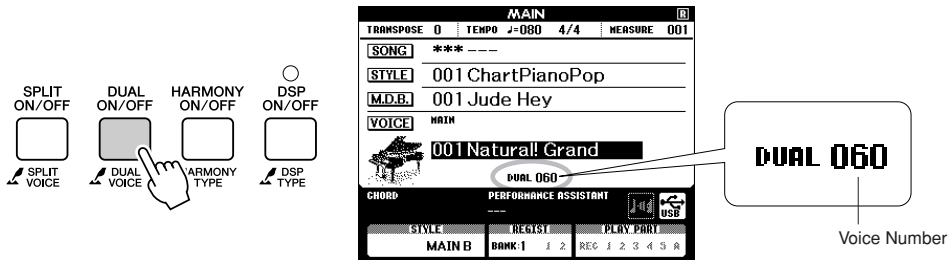 SPLIT
ON/OFF
DUAL
ON/OFF
HARMONY
ON/OFF
DSP
ON/OFF
SPLIT
VOICE
DUAL
VOICE
ARMONY
TYPE
DSP
TYPE
MAIN R
TRANSPOSE 0 TEMPO ♩=080 4/4 MEASURE 001
SONG *** ---
STYLE 001 ChartPianoPop
M.D.B. 001 Jude Hey
VOICE MAIN
001 Natural! Grand
DUAL 060
CHORD PERFORMANCE ASSISTANT
---
USB
STYLE REGIST PLAY PART
MAIN B BANK:1 1 2 REC 1 2 3 4 5 A
DUAL 060
Voice Number